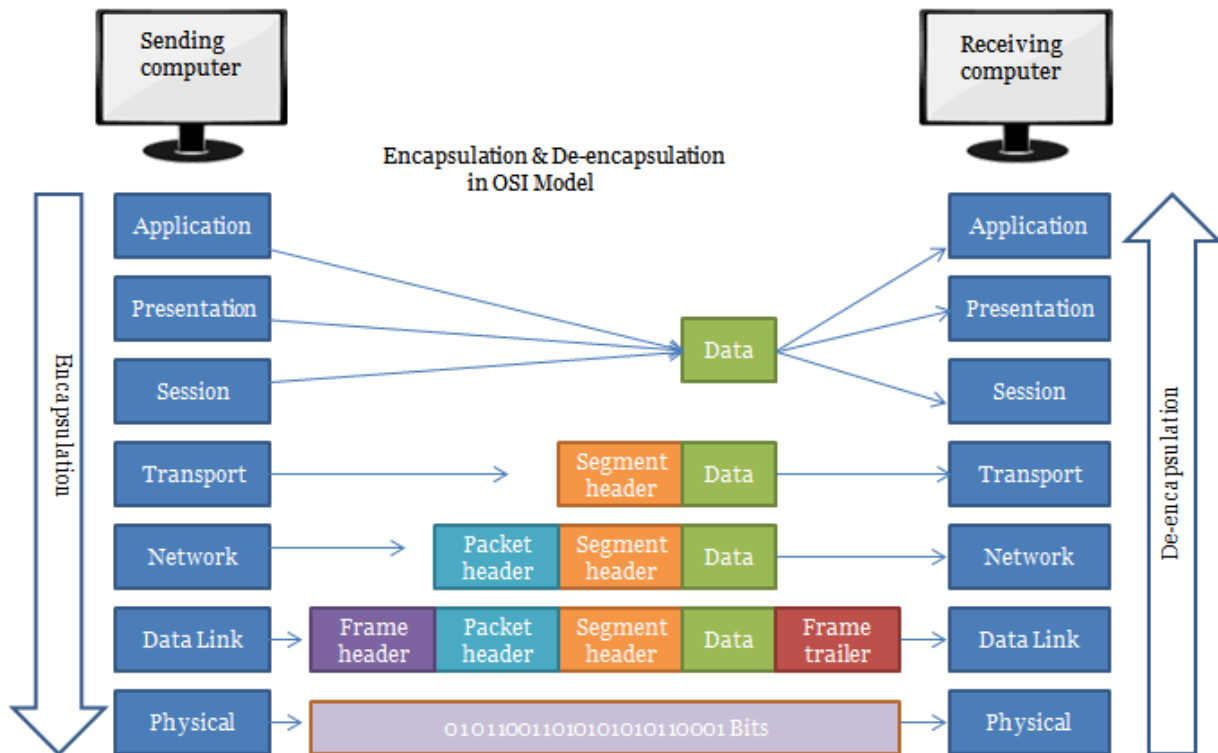 Sending
computer
Receiving
computer
Encapsulation & De-encapsulation
in OSI Model
Encapsulation
De-encapsulation
Application
Application
Presentation
Presentation
Data
Session
Session
Transport
Segment
header
Data
Transport
Network
Packet
header
Segment
header
Data
Network
Data Link
Frame
header
Packet
header
Segment
header
Data
Frame
trailer
Data Link
Physical
0101100110101010101100​01 Bits
Physical